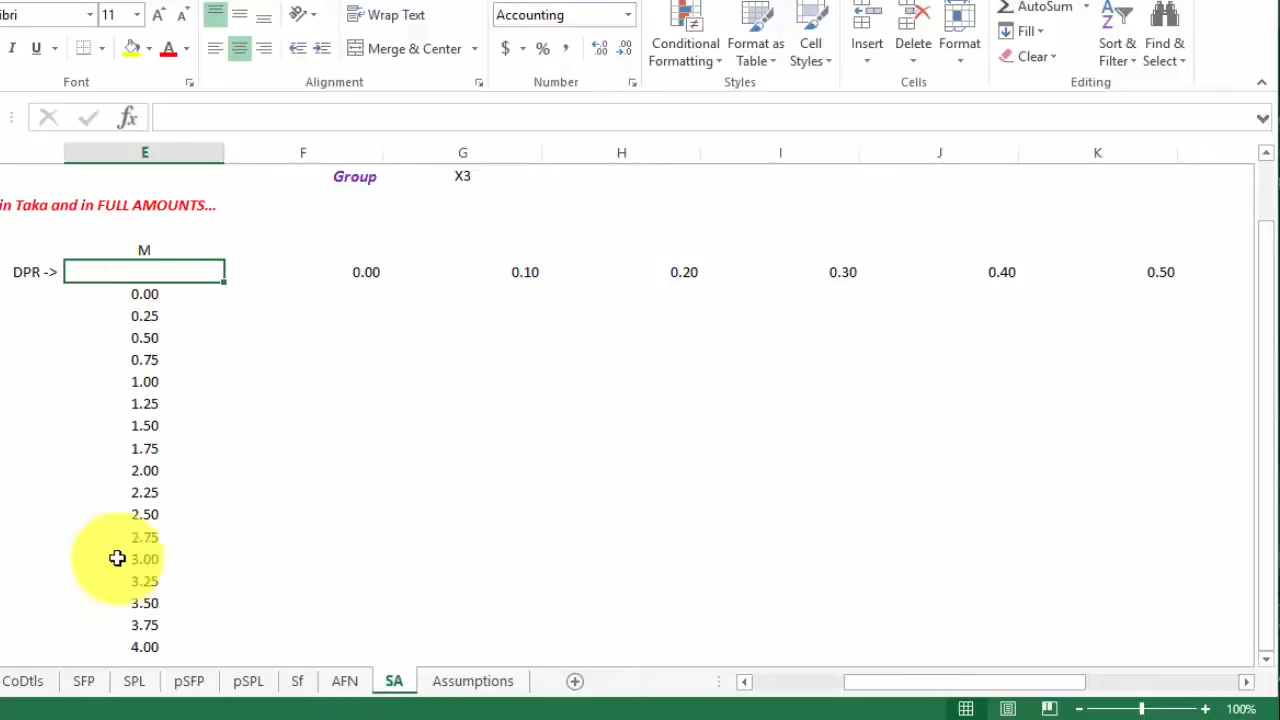 ibri 11 A A Wrap Text Accounting AutoSum
I U A Merge & Center % , Conditional Formatting Format as Table Cell Styles Insert Delete Format Fill Clear Sort & Filter Find & Select
Font Alignment Number Styles Cells Editing
fx
E F G H I J K
Group X3
in Taka and in FULL AMOUNTS...
M
DPR -> 0.00 0.10 0.20 0.30 0.40 0.50
0.00
0.25
0.50
0.75
1.00
1.25
1.50
1.75
2.00
2.25
2.50
2.75
3.00
3.25
3.50
3.75
4.00
CoDtls SFP SPL pSFP pSPL Sf AFN SA Assumptions
100%